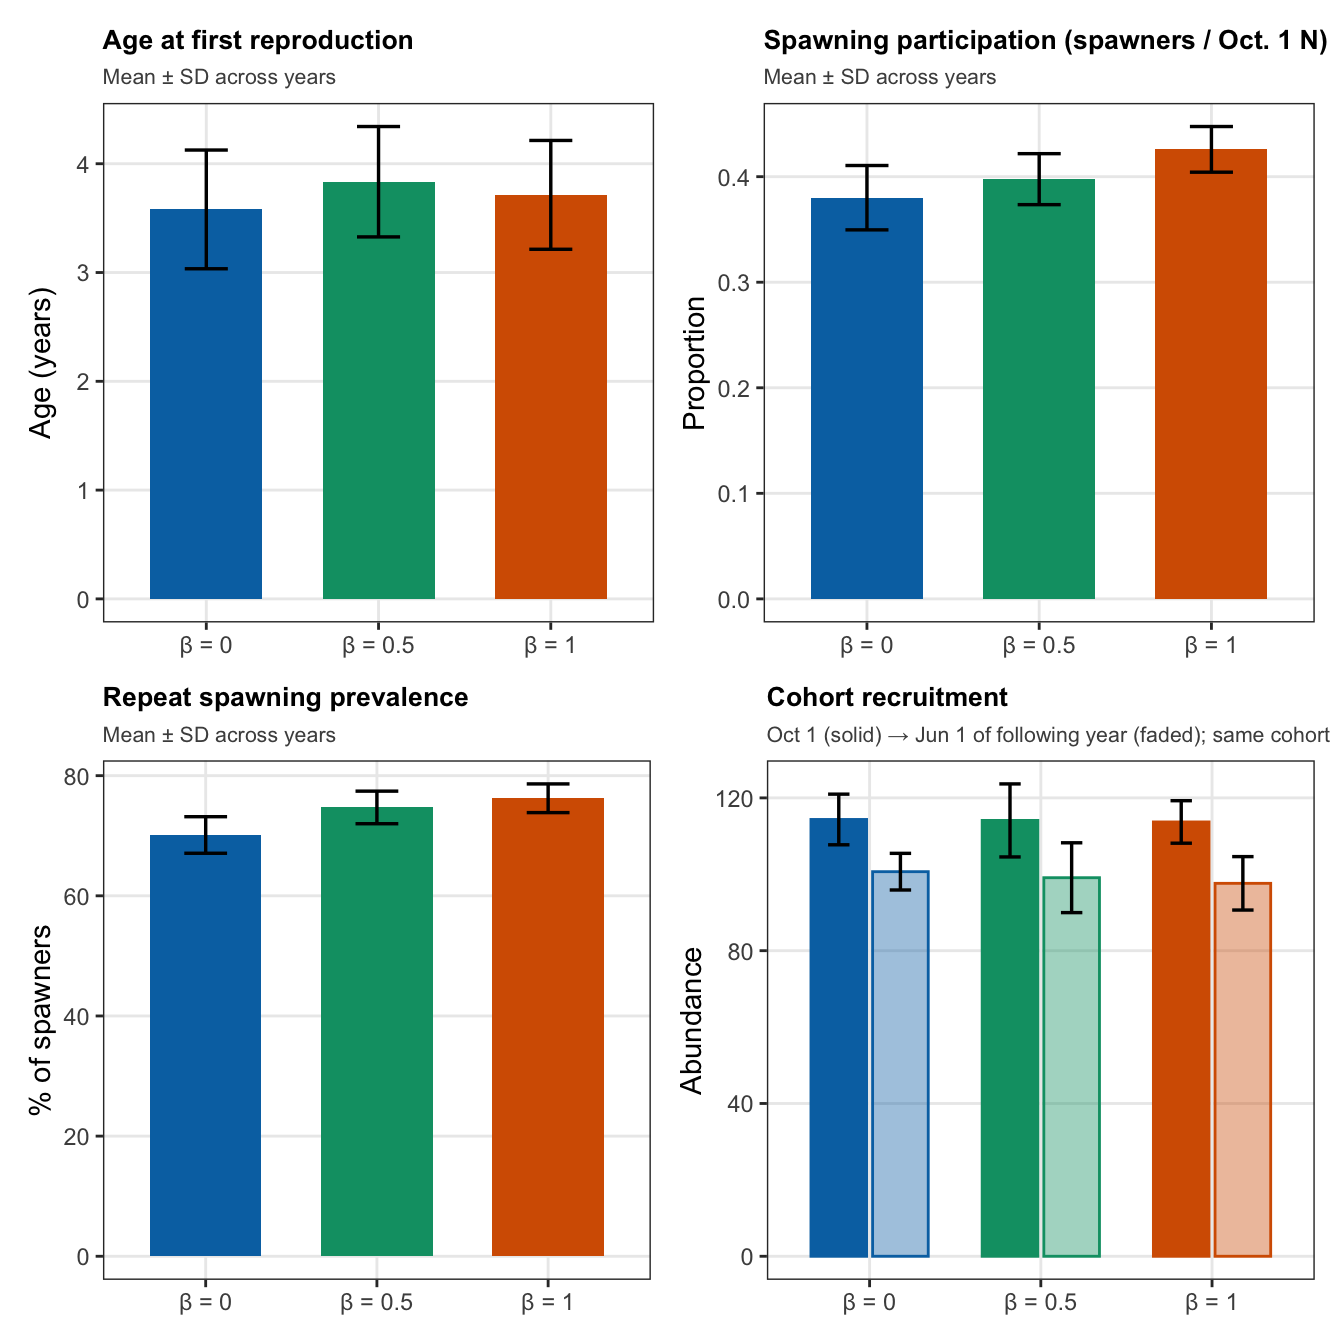 Age at first reproduction
Mean ± SD across years
Age (years)
4
3
2
1
0
β = 0
β = 0.5
β = 1
Spawning participation (spawners / Oct. 1 N)
Mean ± SD across years
Proportion
0.4
0.3
0.2
0.1
0.0
β = 0
β = 0.5
β = 1
Repeat spawning prevalence
Mean ± SD across years
% of spawners
80
60
40
20
0
β = 0
β = 0.5
β = 1
Cohort recruitment
Oct 1 (solid) → Jun 1 of following year (faded); same cohort
Abundance
120
80
40
0
β = 0
β = 0.5
β = 1